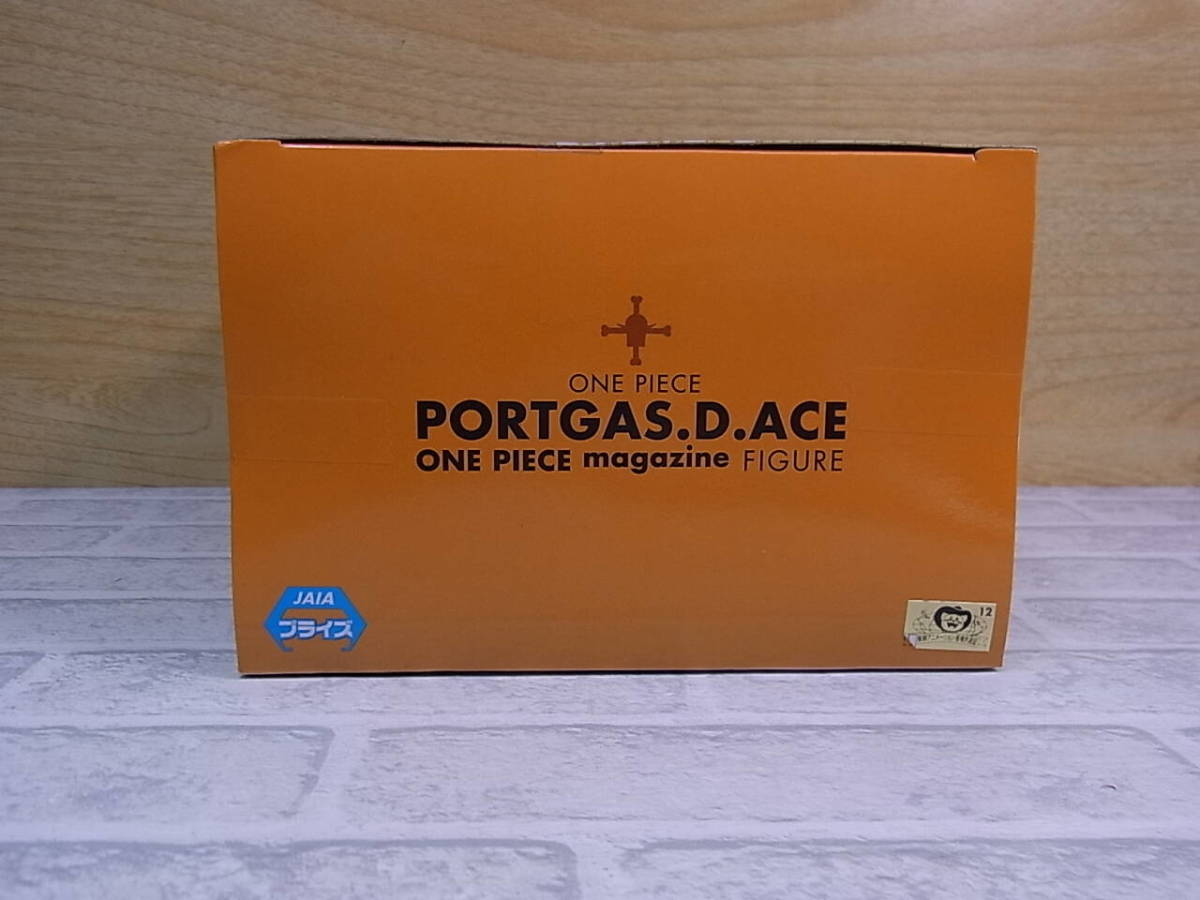 ONE PIECE
PORTGAS.D.ACE
ONE PIECE magazine FIGURE
JAIA
プライズ
12